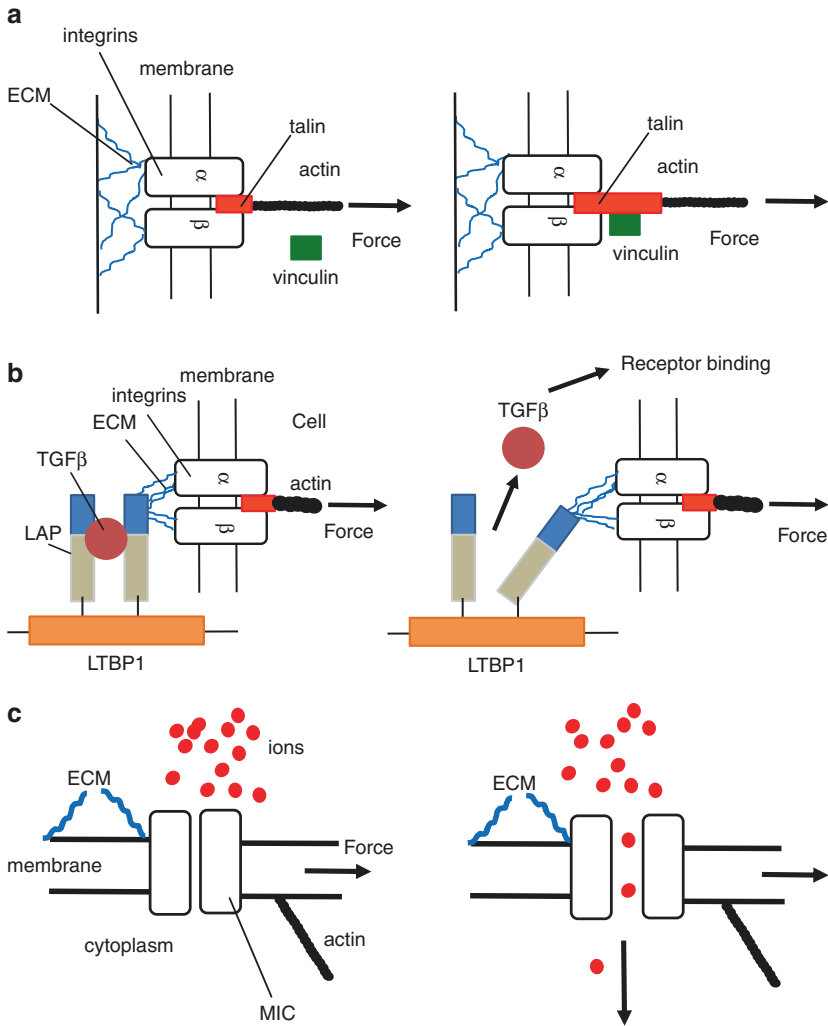 a
integrins
membrane
ECM
talin
actin
α
β
Force
vinculin
talin
actin
α
β
Force
vinculin
b
membrane
integrins
ECM
Cell
TGFβ
actin
α
β
LAP
Force
LTBP1
Receptor binding
TGFβ
α
β
Force
LTBP1
c
ions
ECM
Force
membrane
cytoplasm
actin
MIC
ECM